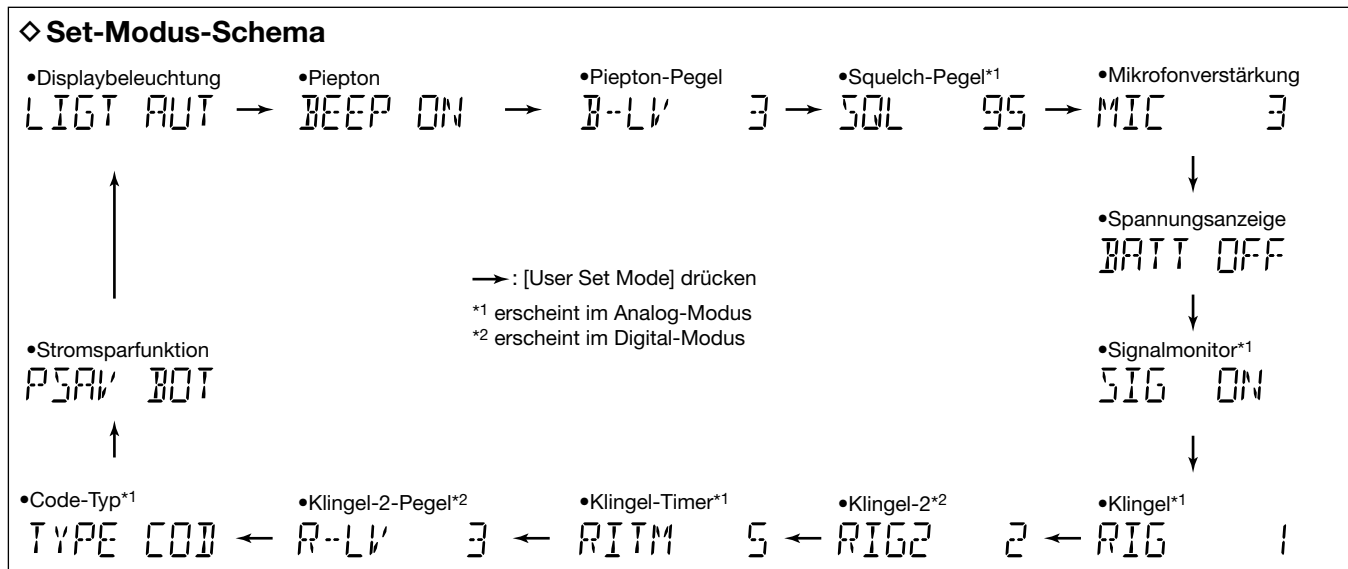 ◇ Set-Modus-Schema
•Displaybeleuchtung
LIGT AUT
•Piepton
BEEP ON
•Piepton-Pegel
B-LV 3
•Squelch-Pegel*1
SQL 95
•Mikrofonverstärkung
MIC 3
•Spannungsanzeige
BATT OFF
→: [User Set Mode] drücken
*1 erscheint im Analog-Modus
*2 erscheint im Digital-Modus
•Stromsparfunktion
PSAV BOT
•Signalmonitor*1
SIG ON
•Code-Typ*1
TYPE COD
•Klingel-2-Pegel*2
R-LV 3
•Klingel-Timer*1
RITM 5
•Klingel-2*2
RIG2 2
•Klingel*1
RIG 1